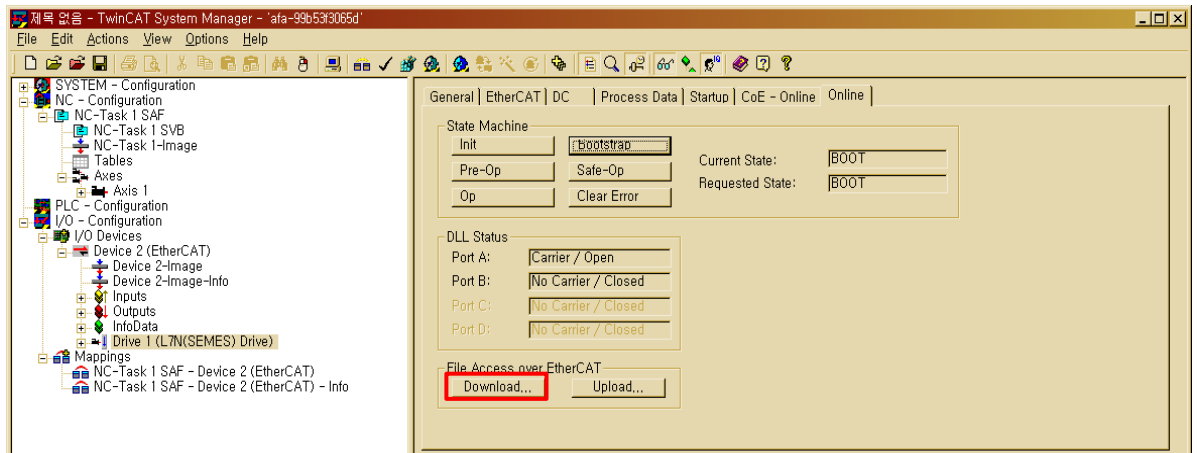 제목 없음 - TwinCAT System Manager - 'afa-99b53f3065d'
File Edit Actions View Options Help
SYSTEM - Configuration
NC - Configuration
NC-Task 1 SAF
NC-Task 1 SVB
NC-Task 1-Image
Tables
Axes
Axis 1
PLC - Configuration
I/O - Configuration
I/O Devices
Device 2 (EtherCAT)
Device 2-Image
Device 2-Image-Info
Inputs
Outputs
InfoData
Drive 1 (L7N(SEMES) Drive)
Mappings
NC-Task 1 SAF - Device 2 (EtherCAT)
NC-Task 1 SAF - Device 2 (EtherCAT) - Info
General EtherCAT DC Process Data Startup CoE - Online Online
State Machine
Init Bootstrap
Pre-Op Safe-Op
Op Clear Error
Current State: BOOT
Requested State: BOOT
DLL Status
Port A: Carrier / Open
Port B: No Carrier / Closed
Port C: No Carrier / Closed
Port D: No Carrier / Closed
File Access over EtherCAT
Download... Upload...